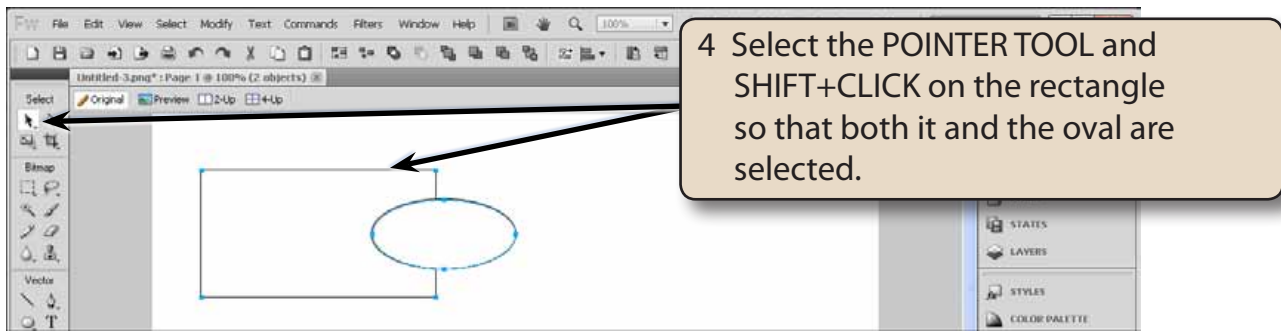 Fw File Edit View Select Modify Text Commands Filters Window Help 100%
4 Select the POINTER TOOL and
SHIFT+CLICK on the rectangle
so that both it and the oval are
selected.
Untitled-3.png* : Page 1 @ 100% (2 objects)
Select
Original Preview 2-Up 4-Up
Bitmap
Vector
T
STATES
LAYERS
STYLES
COLOR PALETTE